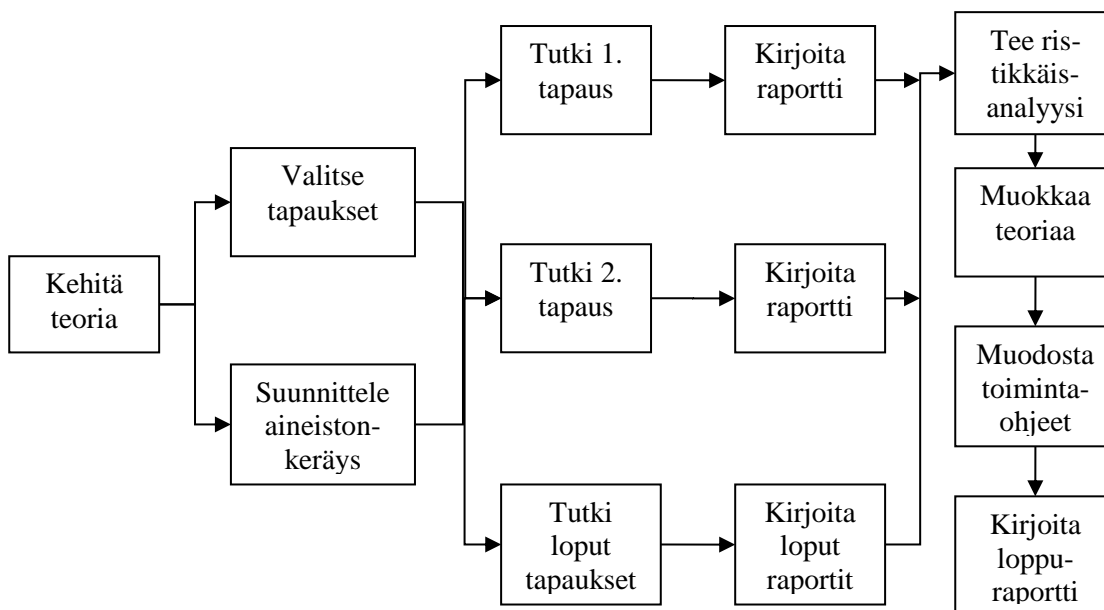 Kehitä
teoria
Valitse
tapaukset
Suunnittele
aineiston-
keräys
Tutki 1.
tapaus
Kirjoita
raportti
Tutki 2.
tapaus
Kirjoita
raportti
Tutki
loput
tapaukset
Kirjoita
loput
raportit
Tee ris-
tikkäis-
analyysi
Muokkaa
teoriaa
Muodosta
toiminta-
ohjeet
Kirjoita
loppu-
raportti